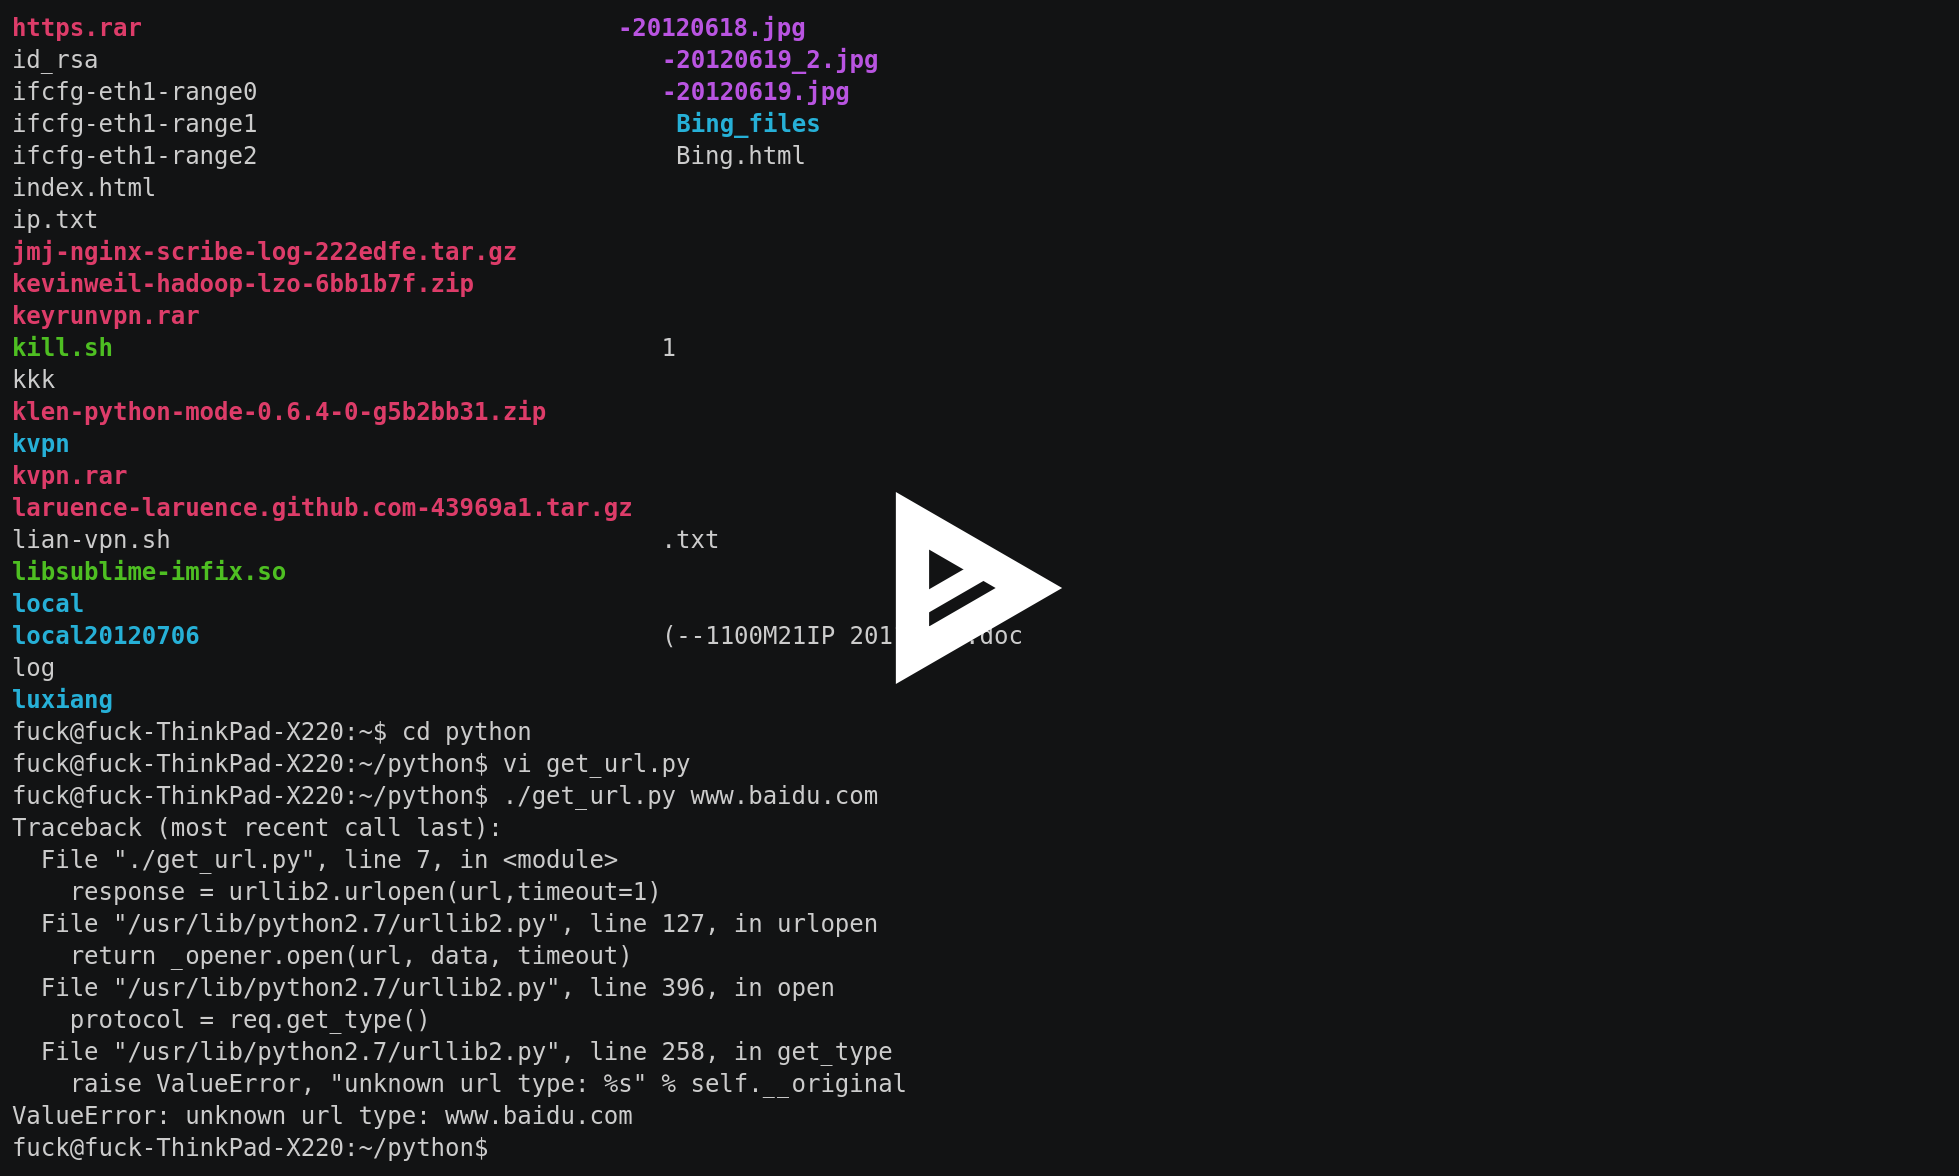 https.rar -20120618.jpg
id_rsa -20120619_2.jpg
ifcfg-eth1-range0 -20120619.jpg
ifcfg-eth1-range1 Bing_files
ifcfg-eth1-range2 Bing.html
index.html
ip.txt
jmj-nginx-scribe-log-222edfe.tar.gz
kevinweil-hadoop-lzo-6bb1b7f.zip
keyrunvpn.rar
kill.sh 1
kkk
klen-python-mode-0.6.4-0-g5b2bb31.zip
kvpn
kvpn.rar
laruence-laruence.github.com-43969a1.tar.gz
lian-vpn.sh .txt
libsublime-imfix.so
local
local20120706 (--1100M21IP 201 .doc
log
luxiang
fuck@fuck-ThinkPad-X220:~$ cd python
fuck@fuck-ThinkPad-X220:~/python$ vi get_url.py
fuck@fuck-ThinkPad-X220:~/python$ ./get_url.py www.baidu.com
Traceback (most recent call last):
  File "./get_url.py", line 7, in <module>
    response = urllib2.urlopen(url,timeout=1)
  File "/usr/lib/python2.7/urllib2.py", line 127, in urlopen
    return _opener.open(url, data, timeout)
  File "/usr/lib/python2.7/urllib2.py", line 396, in open
    protocol = req.get_type()
  File "/usr/lib/python2.7/urllib2.py", line 258, in get_type
    raise ValueError, "unknown url type: %s" % self.__original
ValueError: unknown url type: www.baidu.com
fuck@fuck-ThinkPad-X220:~/python$